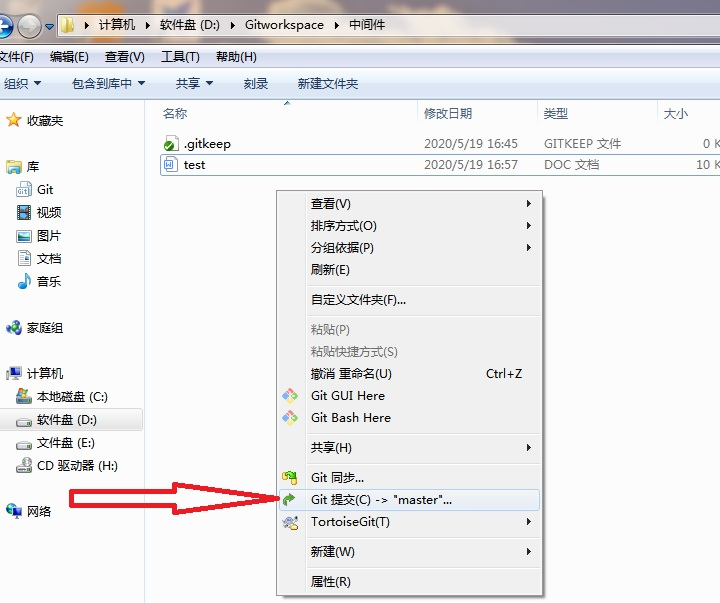 计算机 软件盘 (D:) Gitworkspace 中间件
文件(F) 编辑(E) 查看(V) 工具(T) 帮助(H)
组织 包含到库中 共享 刻录 新建文件夹
名称 修改日期 类型 大小
.gitkeep 2020/5/19 16:45 GITKEEP 文件 0 K
test 2020/5/19 16:57 DOC 文档 10 K
收藏夹
库
Git
视频
图片
文档
音乐
家庭组
计算机
本地磁盘 (C:)
软件盘 (D:)
文件盘 (E:)
CD 驱动器 (H:)
网络
查看(V)
排序方式(O)
分组依据(P)
刷新(E)
自定义文件夹(F)...
粘贴(P)
粘贴快捷方式(S)
撤消 重命名(U) Ctrl+Z
Git GUI Here
Git Bash Here
共享(H)
Git 同步...
Git 提交(C) -> "master"...
TortoiseGit(T)
新建(W)
属性(R)